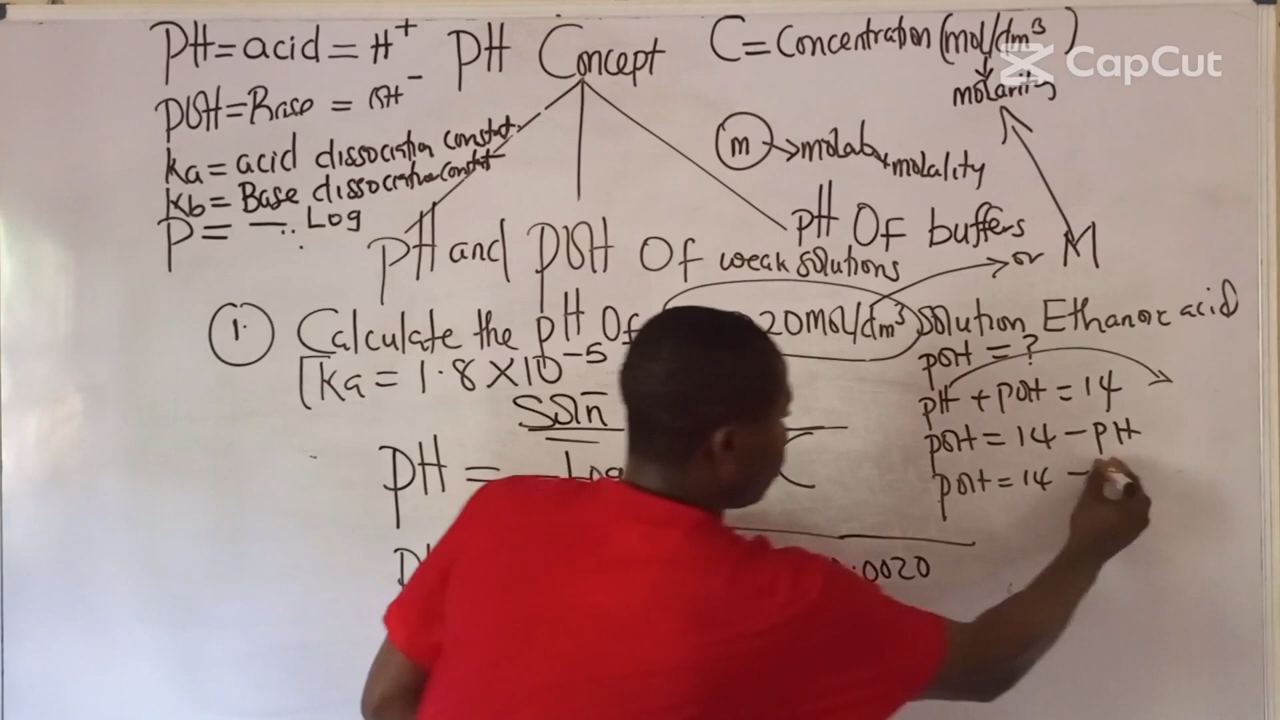 PH = acid = H⁺
POH = Base = OH⁻
Ka = acid dissociation constat.
Kb = Base dissociation constat
P = – Log
PH Concept
C = Concentration (mol/dm³)
molarity
CapCut
m → molal molality
M
or
PH and POH Of weak solutions
pH Of buffers
1. Calculate the pH Of 20mol/dm³ solution Ethanoic acid
[Ka = 1.8 X 10⁻⁵
Soln
PH = – Log C
.0020
POH = ?
PH + POH = 14
POH = 14 – PH
POH = 14 –